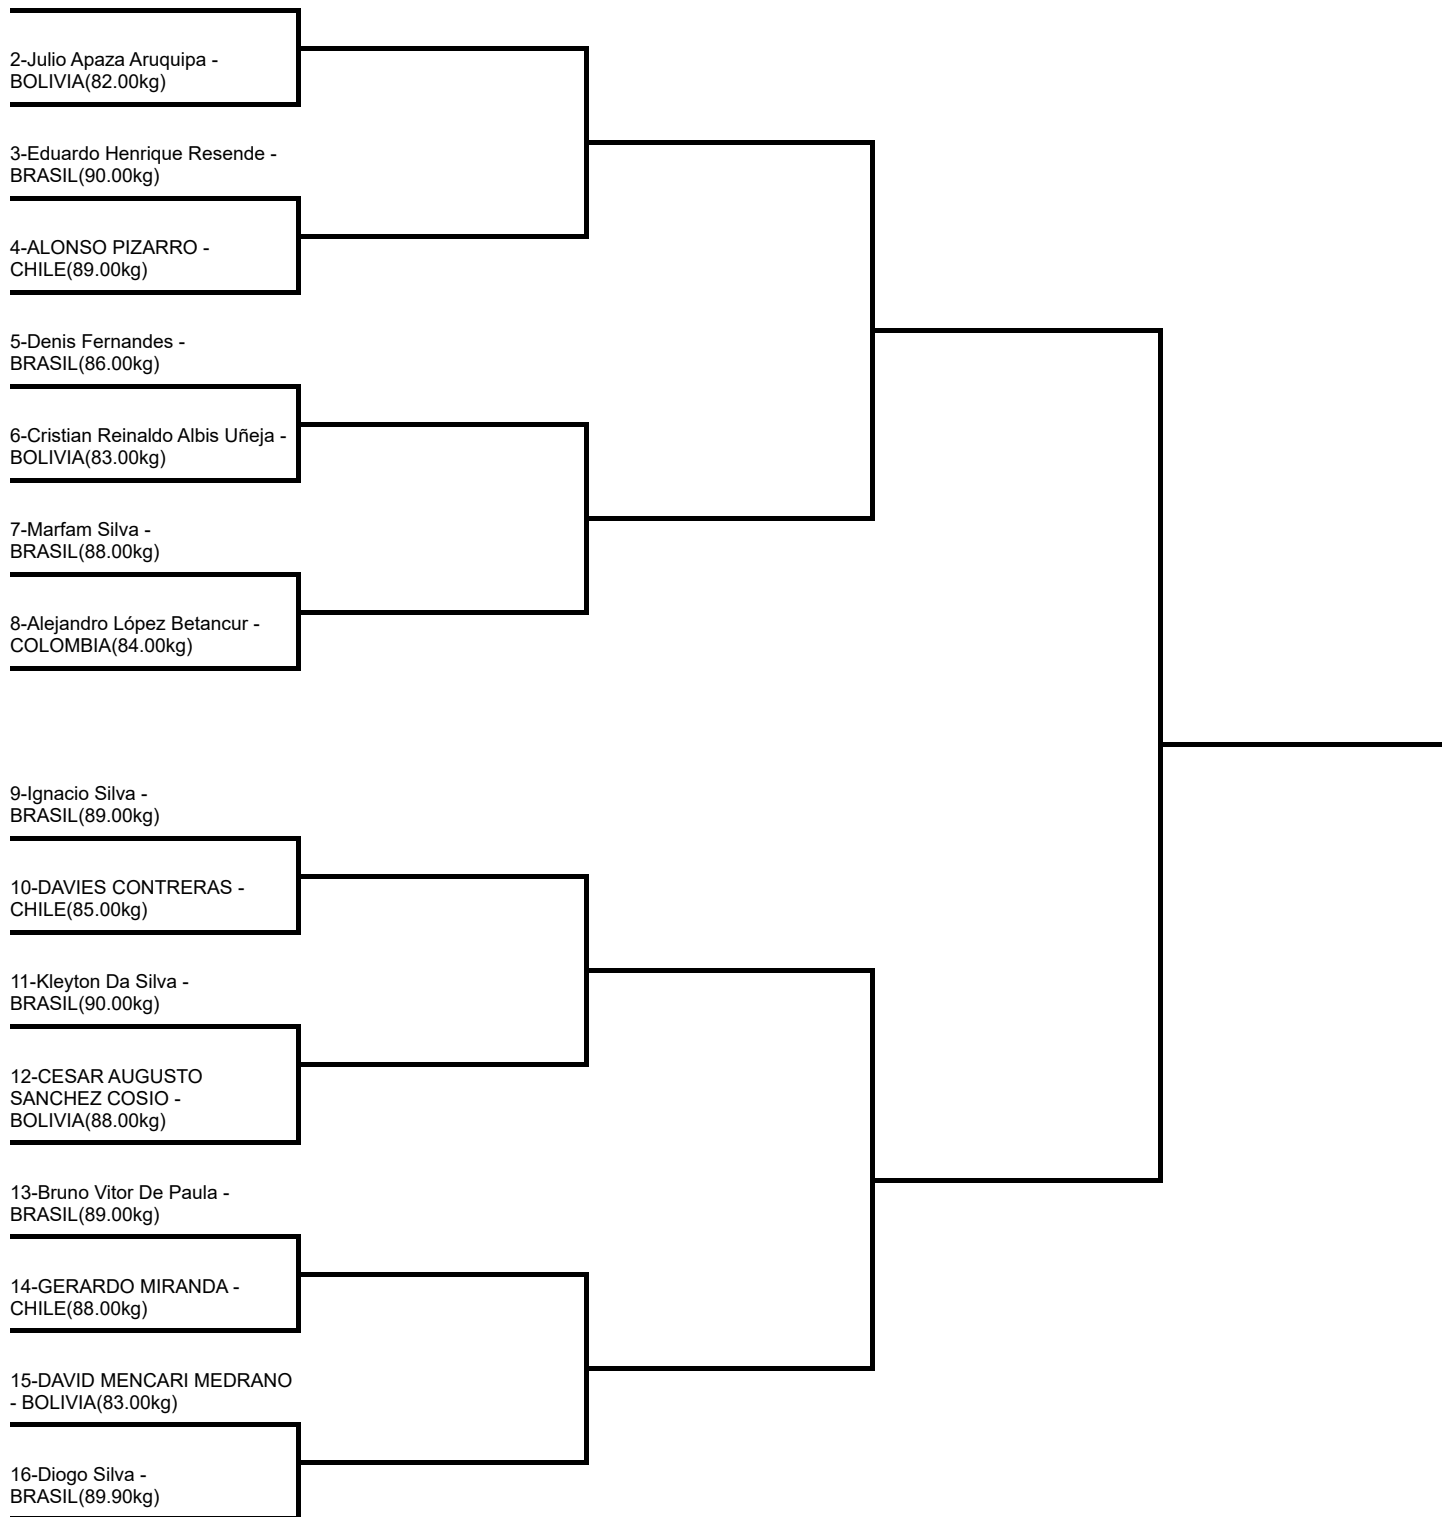 2-Julio Apaza Aruquipa -
BOLIVIA(82.00kg)
3-Eduardo Henrique Resende -
BRASIL(90.00kg)
4-ALONSO PIZARRO -
CHILE(89.00kg)
5-Denis Fernandes -
BRASIL(86.00kg)
6-Cristian Reinaldo Albis Uñeja -
BOLIVIA(83.00kg)
7-Marfam Silva -
BRASIL(88.00kg)
8-Alejandro López Betancur -
COLOMBIA(84.00kg)
9-Ignacio Silva -
BRASIL(89.00kg)
10-DAVIES CONTRERAS -
CHILE(85.00kg)
11-Kleyton Da Silva -
BRASIL(90.00kg)
12-CESAR AUGUSTO
SANCHEZ COSIO -
BOLIVIA(88.00kg)
13-Bruno Vitor De Paula -
BRASIL(89.00kg)
14-GERARDO MIRANDA -
CHILE(88.00kg)
15-DAVID MENCARI MEDRANO
- BOLIVIA(83.00kg)
16-Diogo Silva -
BRASIL(89.90kg)